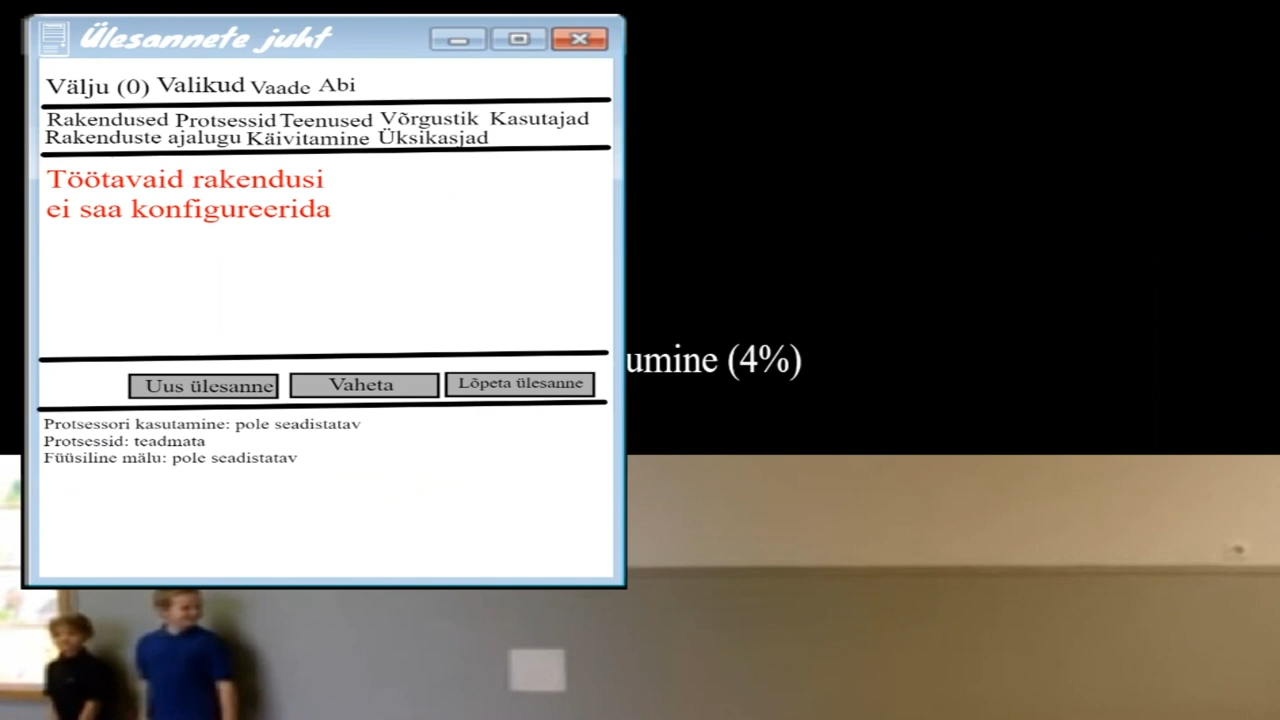 Ülesannete juht
Välju (0) Valikud Vaade Abi
Rakendused Protsessid Teenused Võrgustik Kasutajad
Rakenduste ajalugu Käivitamine Üksikasjad
Töötavaid rakendusi
ei saa konfigureerida
umine (4%)
Uus ülesanne Vaheta Lõpeta ülesanne
Protsessori kasutamine: pole seadistatav
Protsessid: teadmata
Füüsiline mälu: pole seadistatav